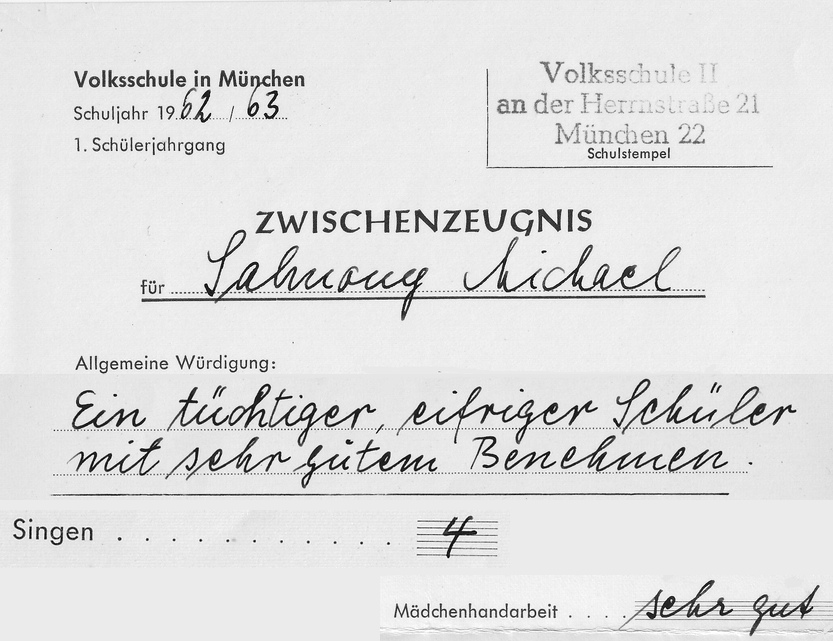 Volksschule in München
Schuljahr 1962/63
1. Schülerjahrgang
Volksschule II
an der Herrnstraße 21
München 22
Schulstempel
ZWISCHENZEUGNIS
für Michael
Allgemeine Würdigung:
Ein tüchtiger, eifriger Schüler
mit sehr gutem Benehmen.
Singen . . . . . . . . . . . 4
Mädchenhandarbeit . . . . sehr gut